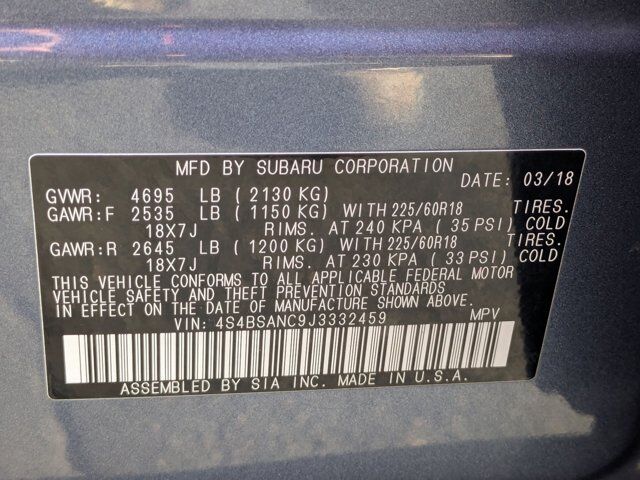 MFD BY SUBARU CORPORATION
DATE: 03/18
GVWR: 4695 LB (2130 KG)
GAWR:F 2535 LB (1150 KG) WITH 225/60R18 TIRES.
18X7J RIMS. AT 240 KPA (35 PSI) COLD
GAWR:R 2645 LB (1200 KG) WITH 225/60R18 TIRES.
18X7J RIMS. AT 230 KPA (33 PSI) COLD
THIS VEHICLE CONFORMS TO ALL APPLICABLE FEDERAL MOTOR
VEHICLE SAFETY AND THEFT PREVENTION STANDARDS
IN EFFECT ON THE DATE OF MANUFACTURE SHOWN ABOVE.
VIN: 4S4BSANC9J3332459 MPV
ASSEMBLED BY SIA INC. MADE IN U.S.A.